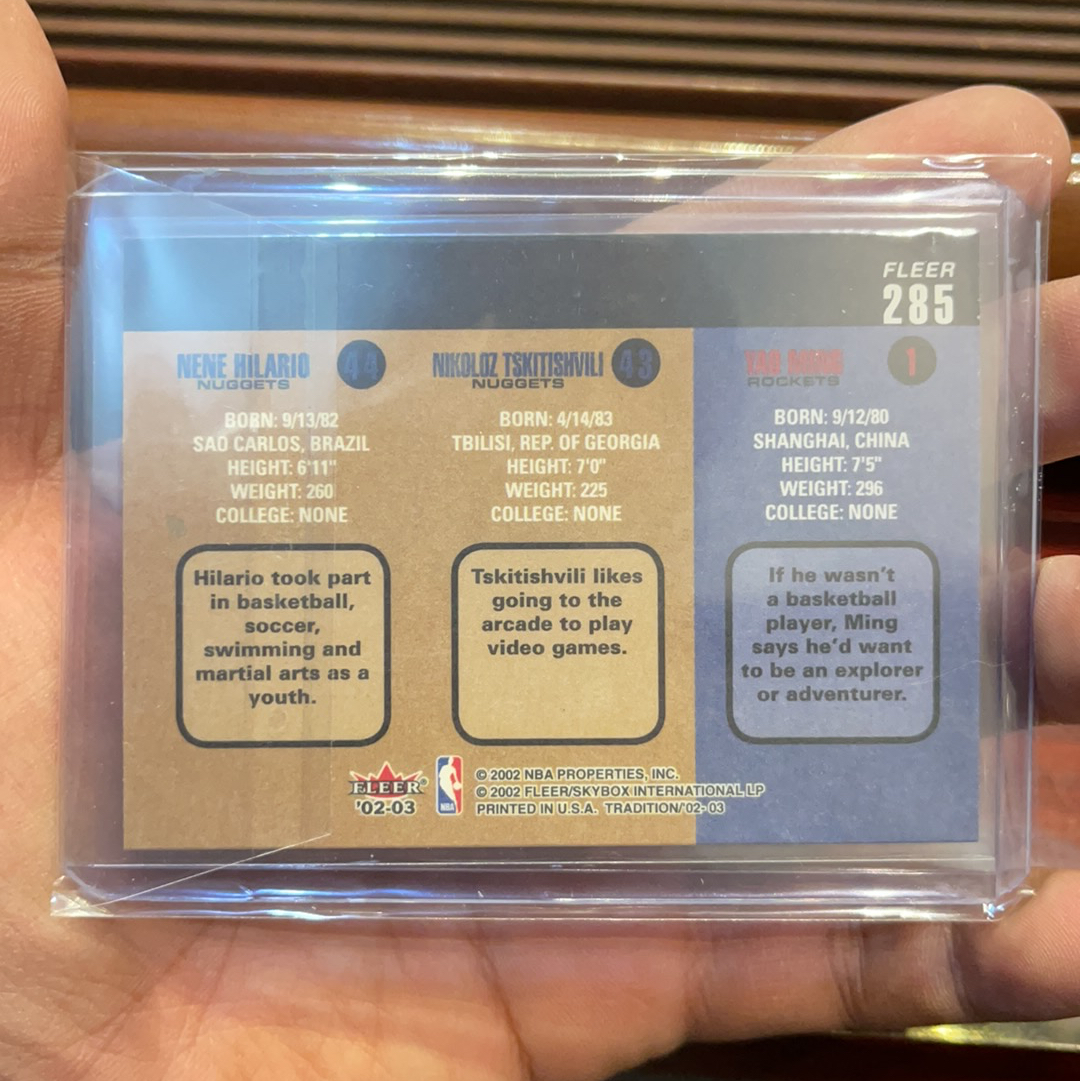 FLEER
285
NENE HILARIO 44
NUGGETS
BORN: 9/13/82
SAO CARLOS, BRAZIL
HEIGHT: 6'11"
WEIGHT: 260
COLLEGE: NONE
Hilario took part
in basketball,
soccer,
swimming and
martial arts as a
youth.
NIKOLOZ TSKITISHVILI 43
NUGGETS
BORN: 4/14/83
TBILISI, REP. OF GEORGIA
HEIGHT: 7'0"
WEIGHT: 225
COLLEGE: NONE
Tskitishvili likes
going to the
arcade to play
video games.
YAO MING 1
ROCKETS
BORN: 9/12/80
SHANGHAI, CHINA
HEIGHT: 7'5"
WEIGHT: 296
COLLEGE: NONE
If he wasn't
a basketball
player, Ming
says he'd want
to be an explorer
or adventurer.
FLEER®
'02-03
NBA
© 2002 NBA PROPERTIES, INC.
© 2002 FLEER/SKYBOX INTERNATIONAL LP
PRINTED IN U.S.A. TRADITION/'02-03